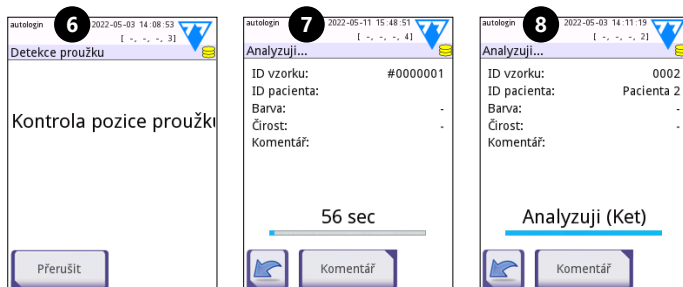 6
autologin 2022-05-03 14:08:53
[ -, -, -, 3]
Detekce proužku
Kontrola pozice proužku
Přerušit
7
autologin 2022-05-11 15:48:51
[ -, -, -, 4]
Analyzuji...
ID vzorku: #0000001
ID pacienta:
Barva: -
Čirost: -
Komentář:
56 sec
Komentář
8
autologin 2022-05-03 14:11:19
[ -, -, -, 2]
Analyzuji...
ID vzorku: 0002
ID pacienta: Pacienta 2
Barva: -
Čirost: -
Komentář:
Analyzuji (Ket)
Komentář